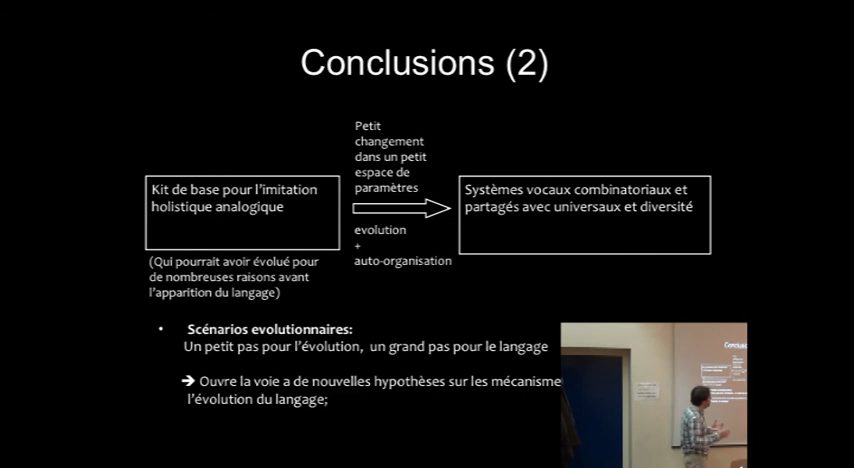 Conclusions (2)
Petit
changement
dans un petit
espace de
paramètres
Kit de base pour l'imitation
holistique analogique
Systèmes vocaux combinatoriaux et
partagés avec universaux et diversité
evolution
+
auto-organisation
(Qui pourrait avoir évolué pour
de nombreuses raisons avant
l'apparition du langage)
• Scénarios evolutionnaires:
Un petit pas pour l'évolution, un grand pas pour le langage
➔ Ouvre la voie a de nouvelles hypothèses sur les mécanisme
l'évolution du langage;